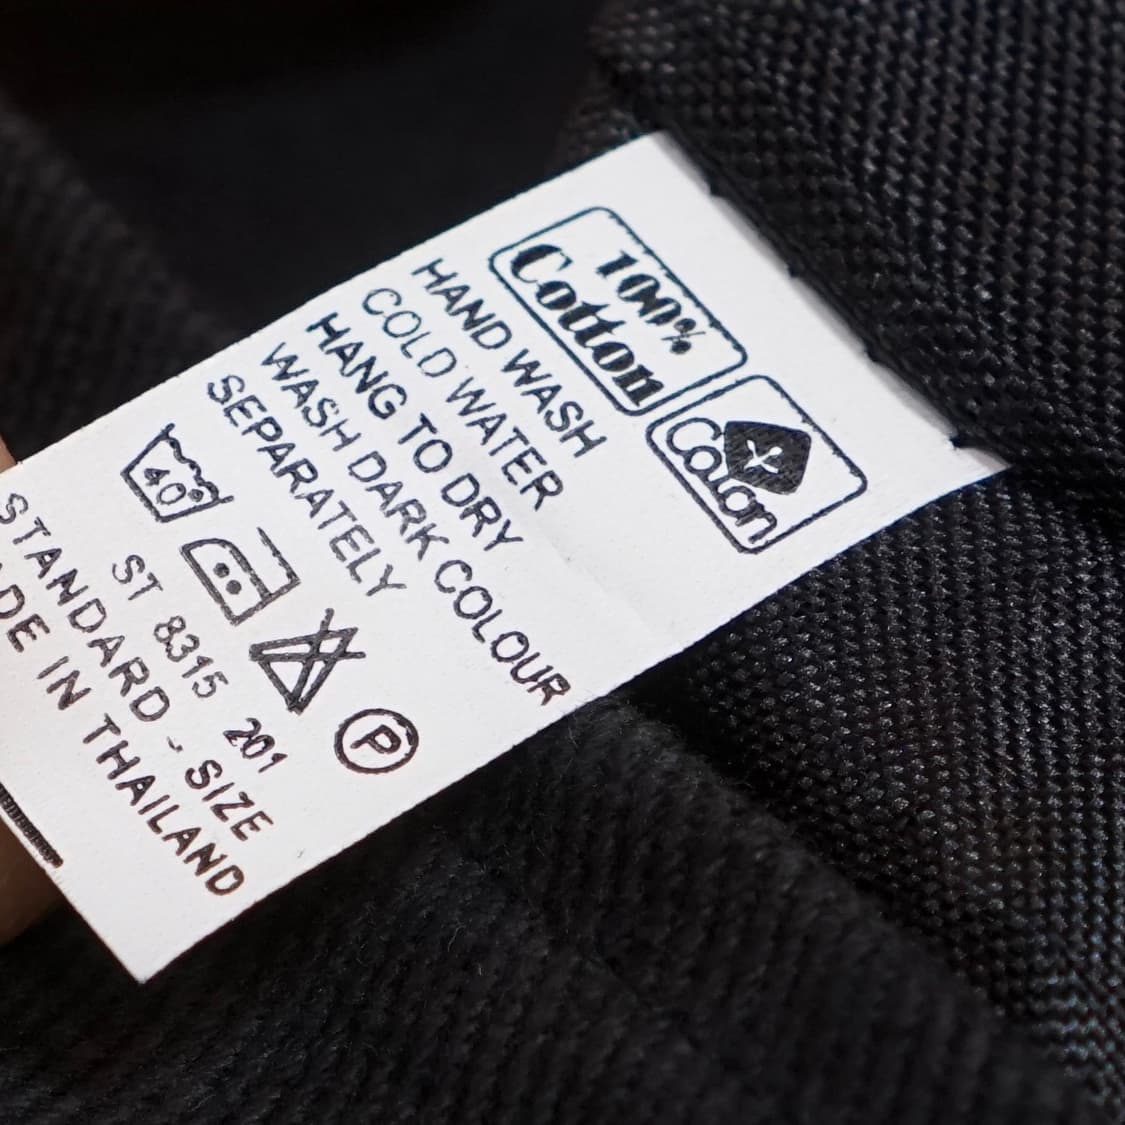 100%
Cotton
Cotton
HAND WASH
COLD WATER
HANG TO DRY
WASH DARK COLOUR
SEPARATELY
40°
P
ST 8315 201
STANDARD - SIZE
IN THAILAND